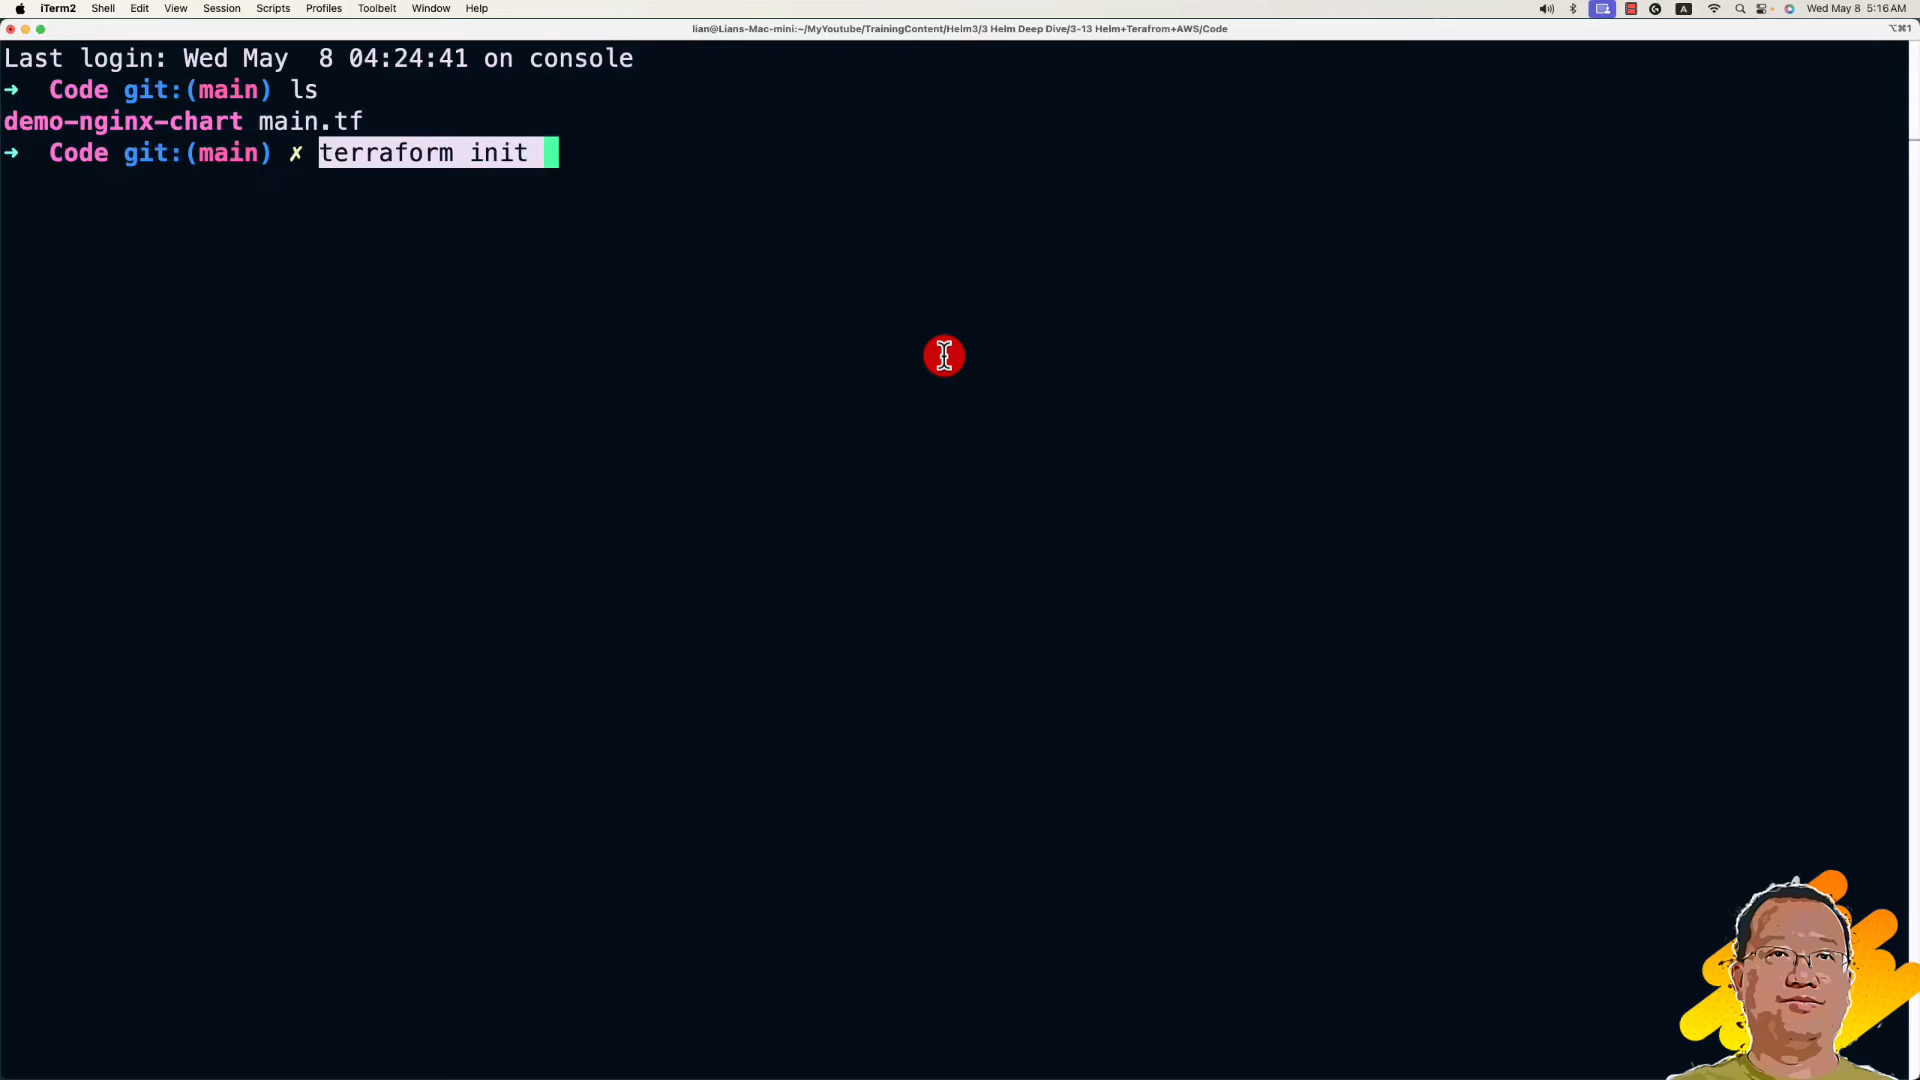 iTerm2 Shell Edit View Session Scripts Profiles Toolbelt Window Help A Wed May 8 5:16 AM
lian@Lians-Mac-mini:~/MyYoutube/TrainingContent/Helm3/3 Helm Deep Dive/3-13 Helm+Terafrom+AWS/Code ⌥⌘1
Last login: Wed May  8 04:24:41 on console
➜  Code git:(main) ls
demo-nginx-chart main.tf
➜  Code git:(main) ✗ terraform init